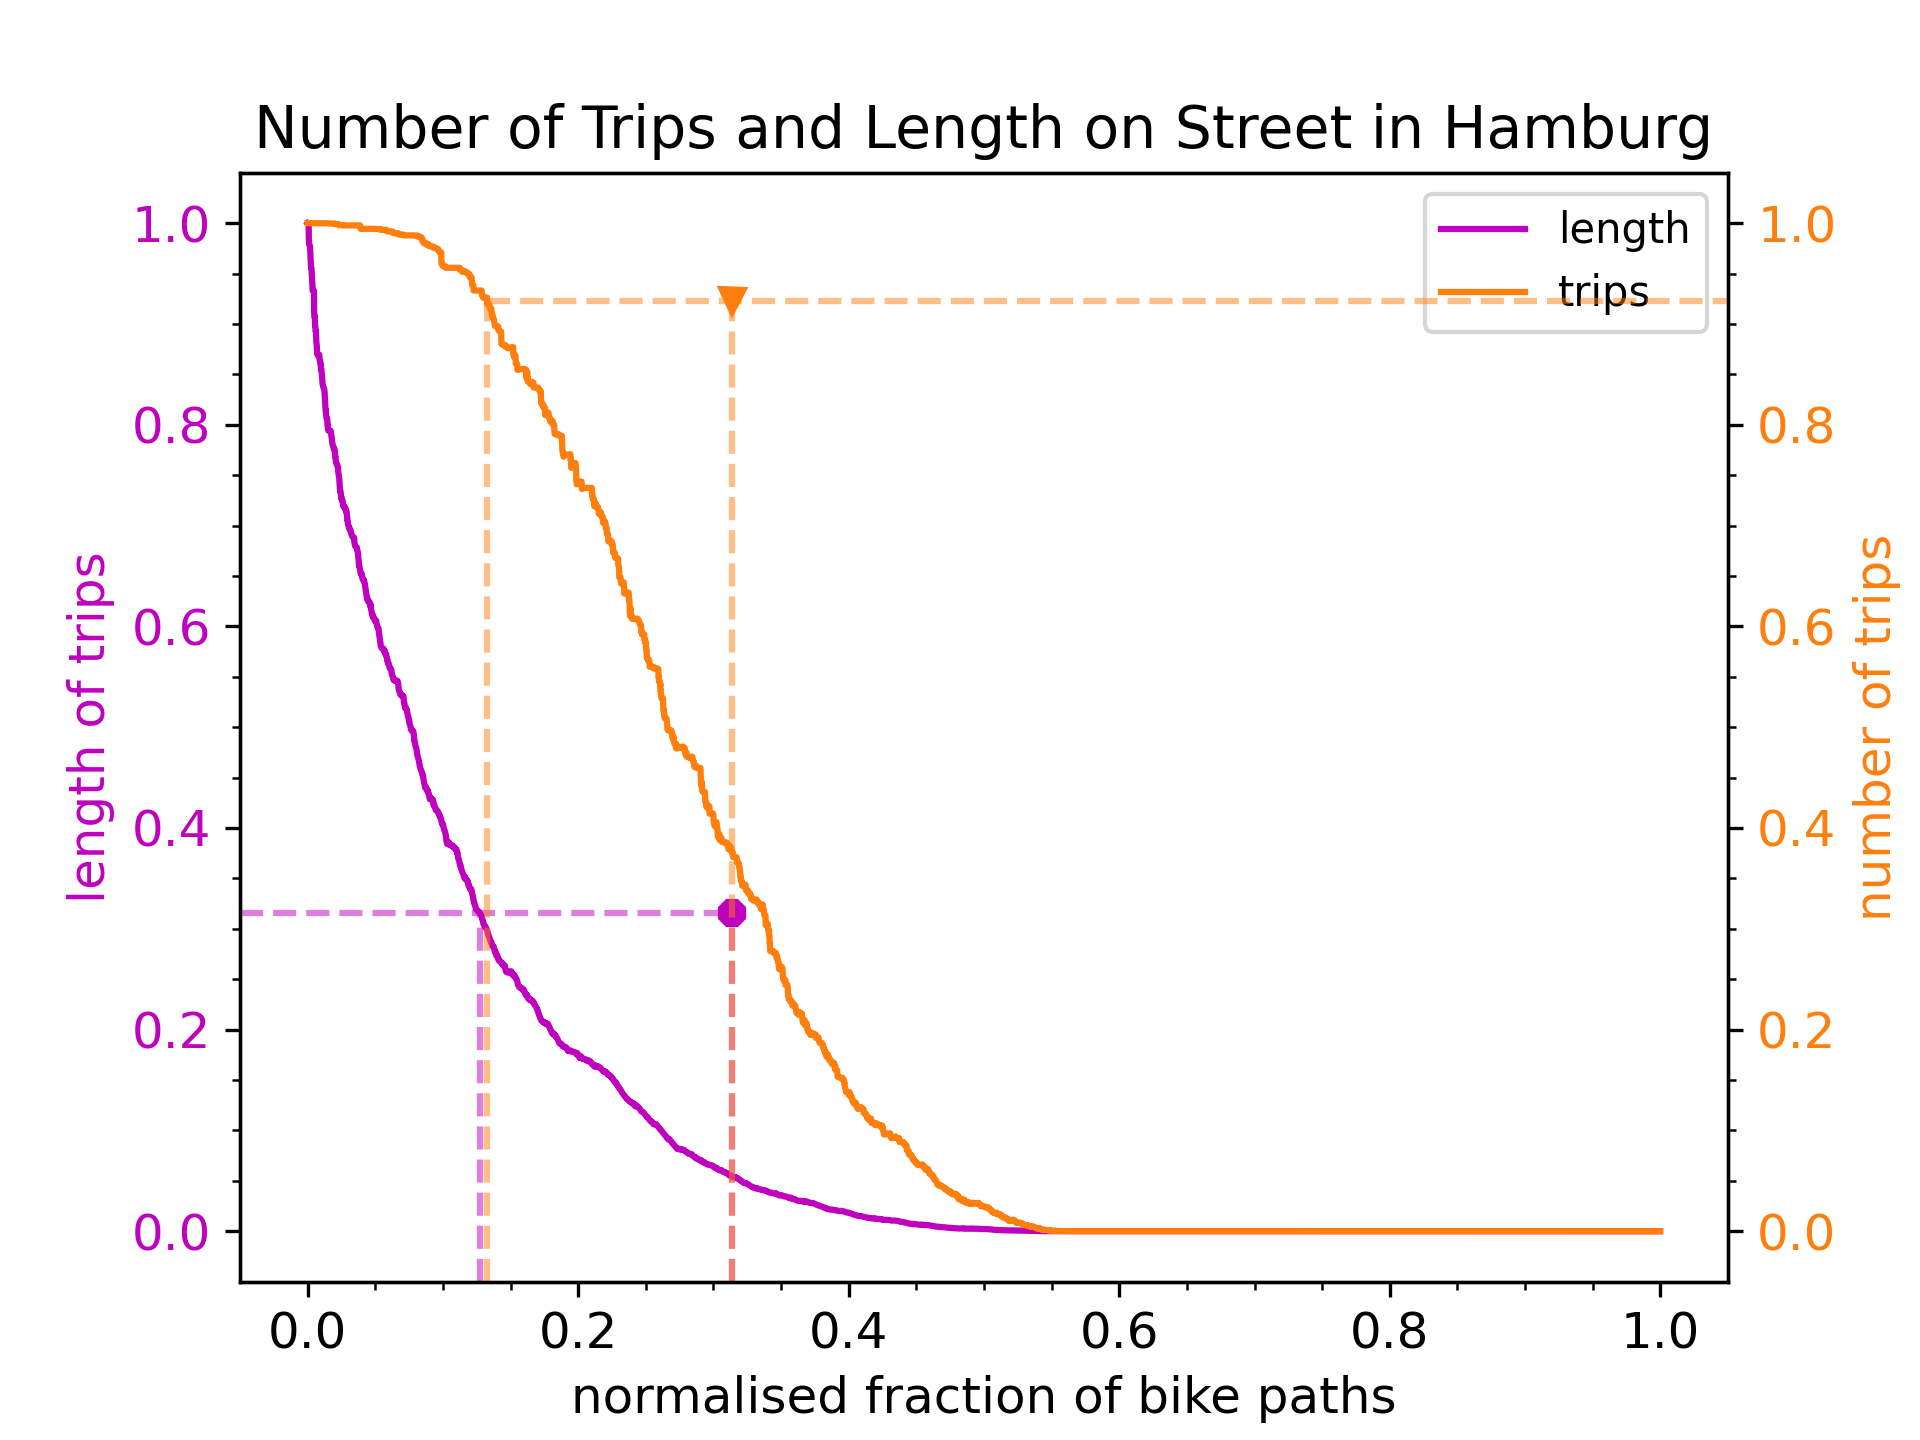 Number of Trips and Length on Street in Hamburg
length
trips
1.0
0.8
0.6
0.4
0.2
0.0
length of trips
1.0
0.8
0.6
0.4
0.2
0.0
number of trips
0.0 0.2 0.4 0.6 0.8 1.0
normalised fraction of bike paths